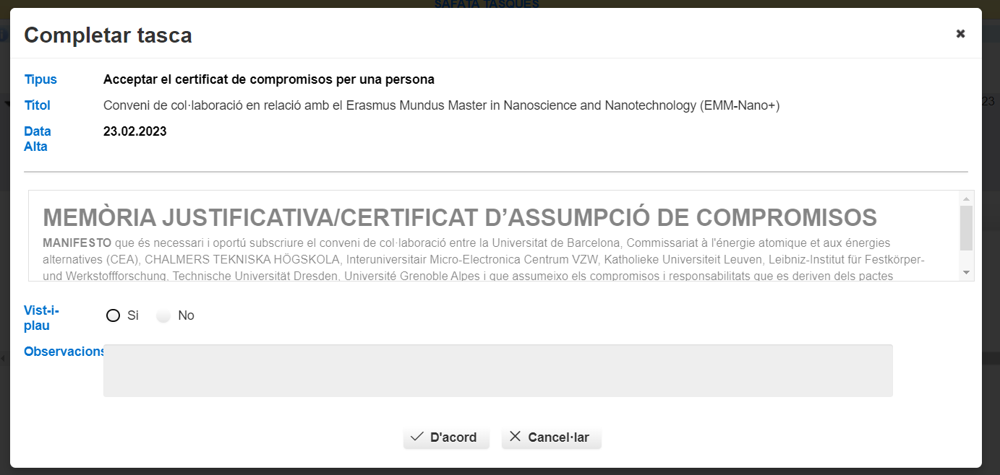 SAFATA TASQUES
Completar tasca
Tipus Acceptar el certificat de compromisos per una persona
Títol Conveni de col·laboració en relació amb el Erasmus Mundus Master in Nanoscience and Nanotechnology (EMM-Nano+)
23
Data 23.02.2023
Alta
MEMÒRIA JUSTIFICATIVA/CERTIFICAT D’ASSUMPCIÓ DE COMPROMISOS
MANIFESTO que és necessari i oportú subscriure el conveni de col·laboració entre la Universitat de Barcelona, Commissariat à l'énergie atomique et aux énergies
alternatives (CEA), CHALMERS TEKNISKA HÖGSKOLA, Interuniversitair Micro-Electronica Centrum VZW, Katholieke Universiteit Leuven, Leibniz-Institut für Festkörper-
und Werkstoffforschung, Technische Universität Dresden, Université Grenoble Alpes i que assumeixo els compromisos i responsabilitats que es deriven dels pactes
Vist-i-
plau
Si No
Observacions
D'acord Cancel·lar